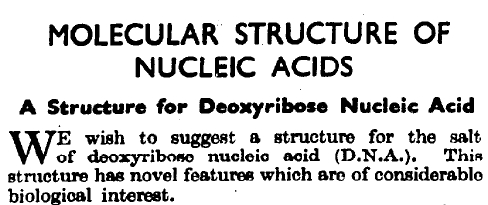 MOLECULAR STRUCTURE OF
NUCLEIC ACIDS
A Structure for Deoxyribose Nucleic Acid
WE wish to suggest a structure for the salt
of deoxyribose nucleic acid (D.N.A.). This
structure has novel features which are of considerable
biological interest.